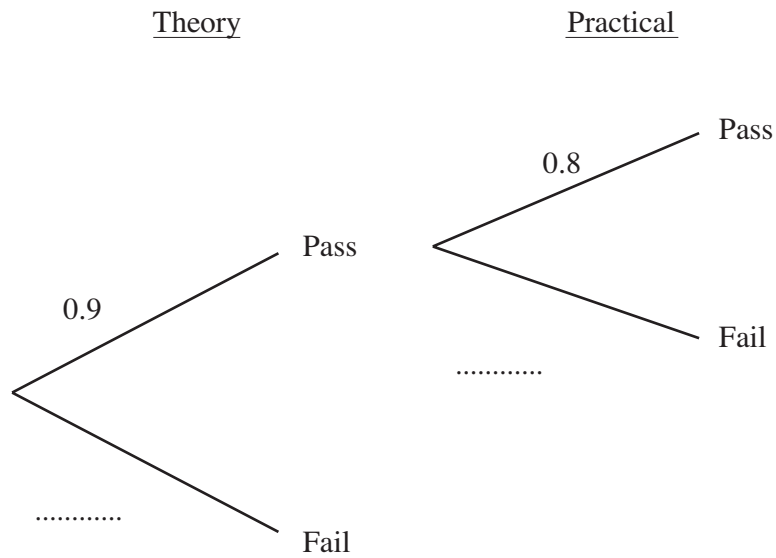 Theory
Practical
Pass
0.8
Pass
0.9
Fail
............
............
Fail